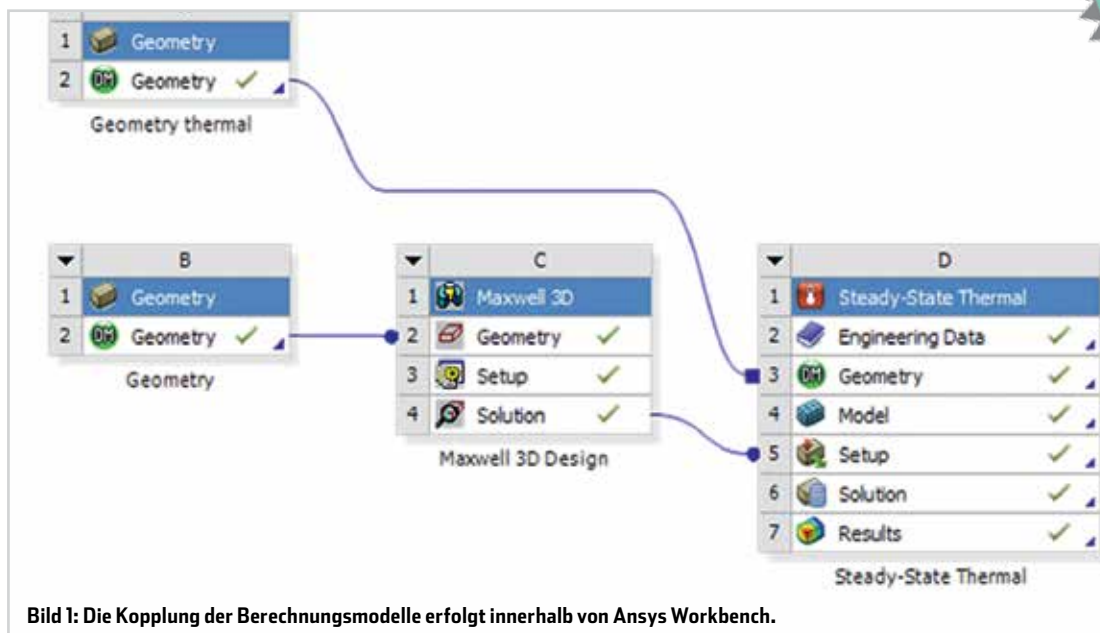 1 Geometry
2 Geometry
Geometry thermal
B
1 Geometry
2 Geometry
Geometry
C
1 Maxwell 3D
2 Geometry
3 Setup
4 Solution
Maxwell 3D Design
D
1 Steady-State Thermal
2 Engineering Data
3 Geometry
4 Model
5 Setup
6 Solution
7 Results
Steady-State Thermal
Bild 1: Die Kopplung der Berechnungsmodelle erfolgt innerhalb von Ansys Workbench.